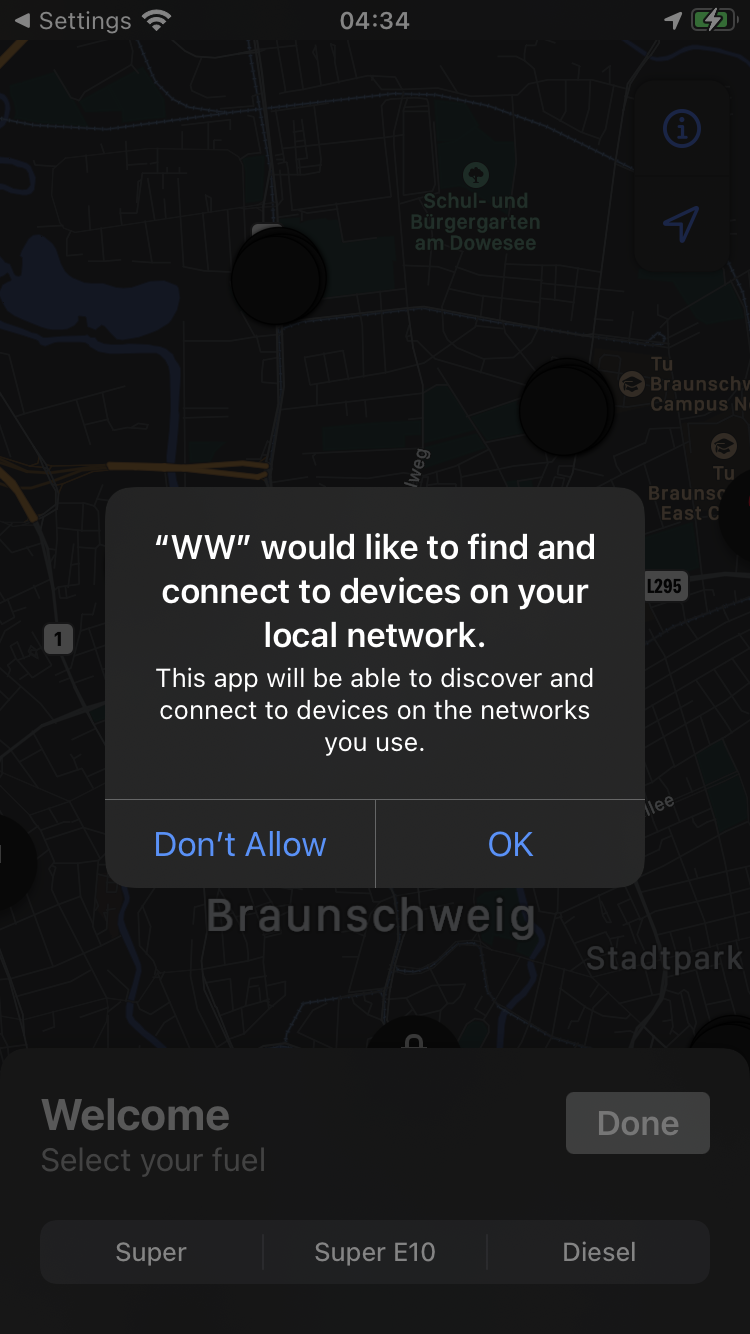 Settings
04:34
Schul- und
Bürgergarten
am Dowesee
Tu
Braunschw
Campus N
lweg
Tu
Braunsc
East C
“WW” would like to find and
connect to devices on your
local network.
This app will be able to discover and
connect to devices on the networks
you use.
L295
1
llee
Don’t Allow
OK
Braunschweig
Stadtpark
Welcome
Done
Select your fuel
Super
Super E10
Diesel